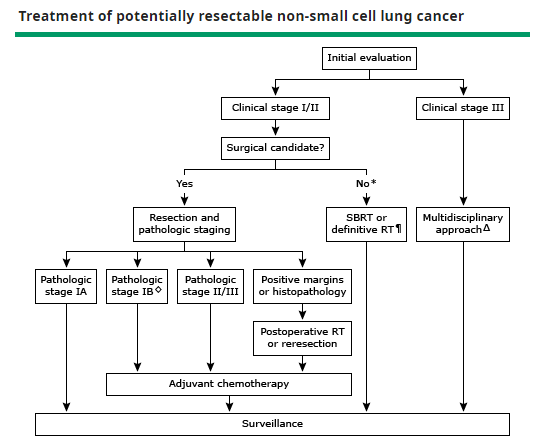 Treatment of potentially resectable non-small cell lung cancer
Initial evaluation
Clinical stage I/II
Clinical stage III
Surgical candidate?
Yes
No*
Resection and
pathologic staging
SBRT or
definitive RT¶
Multidisciplinary
approachΔ
Pathologic
stage IA
Pathologic
stage IB◇
Pathologic
stage II/III
Positive margins
or histopathology
Postoperative RT
or reresection
Adjuvant chemotherapy
Surveillance